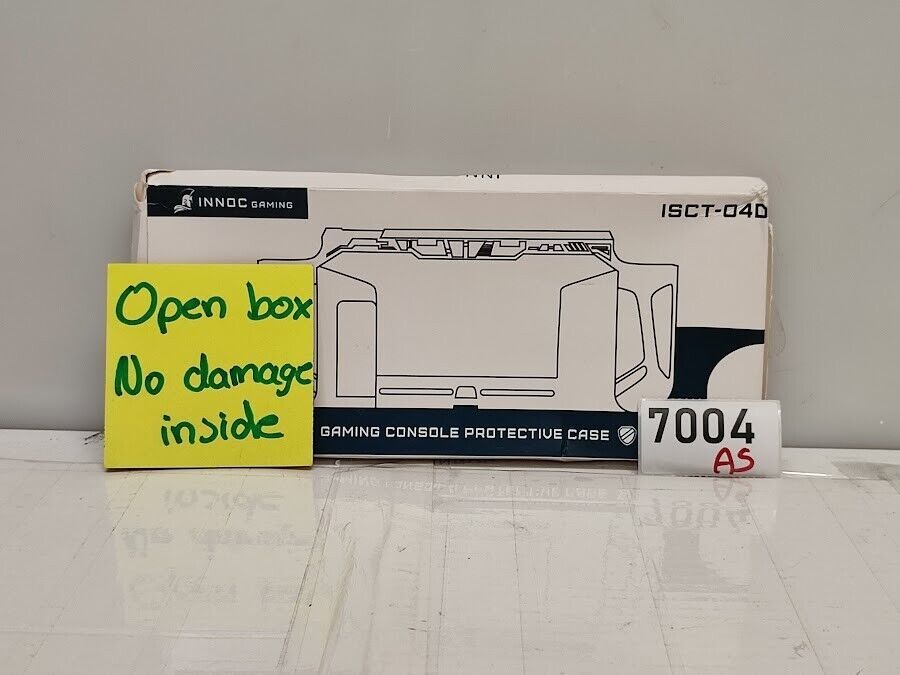 INNOC GAMING
ISCT-04D
Open box
No damage
inside
GAMING CONSOLE PROTECTIVE CASE
7004
AS